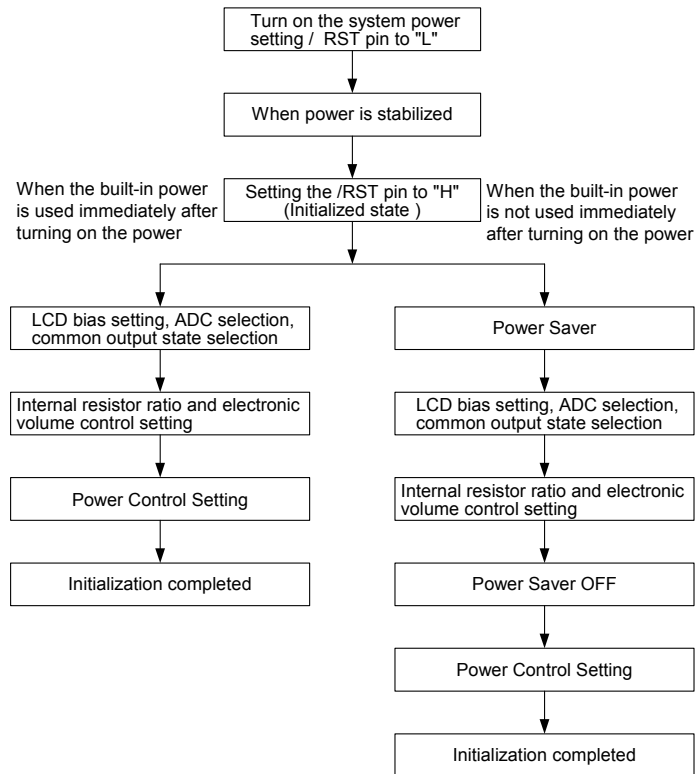 Turn on the system power
setting / RST pin to "L"
When power is stabilized
When the built-in power
is used immediately after
turning on the power
Setting the /RST pin to "H"
(Initialized state )
When the built-in power
is not used immediately
after turning on the power
LCD bias setting, ADC selection,
common output state selection
Internal resistor ratio and electronic
volume control setting
Power Control Setting
Initialization completed
Power Saver
LCD bias setting, ADC selection,
common output state selection
Internal resistor ratio and electronic
volume control setting
Power Saver OFF
Power Control Setting
Initialization completed